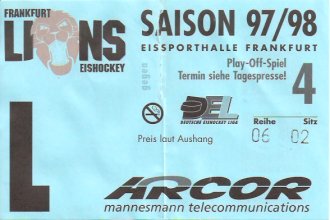 FRANKFURT
LIONS
EISHOCKEY
SAISON 97/98
EISSPORTHALLE FRANKFURT
gegen
Play-Off-Spiel
Termin siehe Tagespresse!
4
DEL
DEUTSCHE EISHOCKEY LIGA
Reihe Sitz
06 02
Preis laut Aushang
L
ARCOR
mannesmann telecommunications